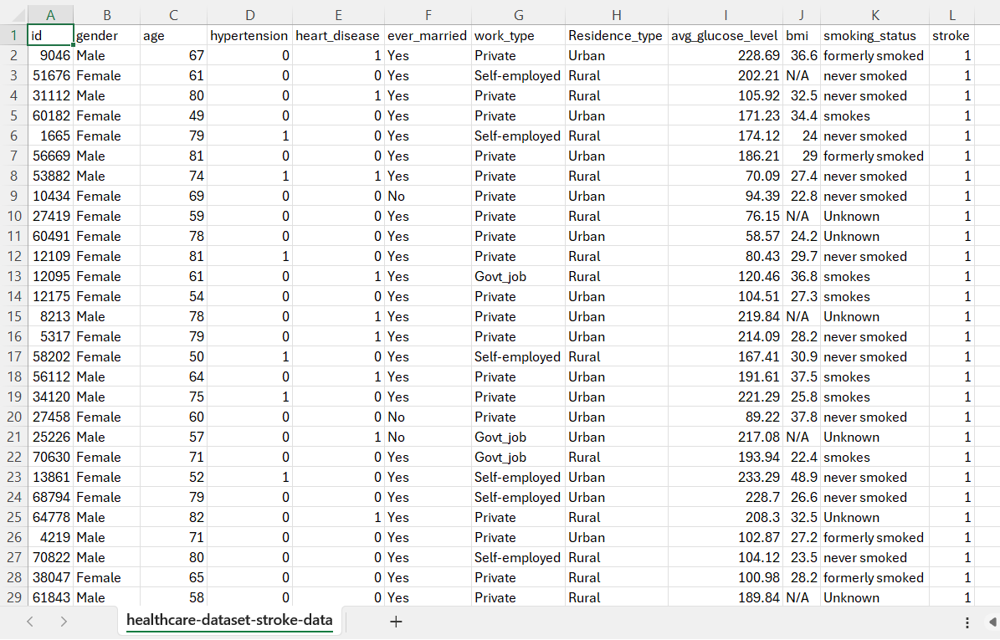 A B C D E F G H I J K L
1 id gender age hypertension heart_disease ever_married work_type Residence_type avg_glucose_level bmi smoking_status stroke
2 9046 Male 67 0 1 Yes Private Urban 228.69 36.6 formerly smoked 1
3 51676 Female 61 0 0 Yes Self-employed Rural 202.21 N/A never smoked 1
4 31112 Male 80 0 1 Yes Private Rural 105.92 32.5 never smoked 1
5 60182 Female 49 0 0 Yes Private Urban 171.23 34.4 smokes 1
6 1665 Female 79 1 0 Yes Self-employed Rural 174.12 24 never smoked 1
7 56669 Male 81 0 0 Yes Private Urban 186.21 29 formerly smoked 1
8 53882 Male 74 1 1 Yes Private Rural 70.09 27.4 never smoked 1
9 10434 Female 69 0 0 No Private Urban 94.39 22.8 never smoked 1
10 27419 Female 59 0 0 Yes Private Rural 76.15 N/A Unknown 1
11 60491 Female 78 0 0 Yes Private Urban 58.57 24.2 Unknown 1
12 12109 Female 81 1 0 Yes Private Rural 80.43 29.7 never smoked 1
13 12095 Female 61 0 1 Yes Govt_job Rural 120.46 36.8 smokes 1
14 12175 Female 54 0 0 Yes Private Urban 104.51 27.3 smokes 1
15 8213 Male 78 0 1 Yes Private Urban 219.84 N/A Unknown 1
16 5317 Female 79 0 1 Yes Private Urban 214.09 28.2 never smoked 1
17 58202 Female 50 1 0 Yes Self-employed Rural 167.41 30.9 never smoked 1
18 56112 Male 64 0 1 Yes Private Urban 191.61 37.5 smokes 1
19 34120 Male 75 1 0 Yes Private Urban 221.29 25.8 smokes 1
20 27458 Female 60 0 0 No Private Urban 89.22 37.8 never smoked 1
21 25226 Male 57 0 1 No Govt_job Urban 217.08 N/A Unknown 1
22 70630 Female 71 0 0 Yes Govt_job Rural 193.94 22.4 smokes 1
23 13861 Female 52 1 0 Yes Self-employed Urban 233.29 48.9 never smoked 1
24 68794 Female 79 0 0 Yes Self-employed Urban 228.7 26.6 never smoked 1
25 64778 Male 82 0 1 Yes Private Rural 208.3 32.5 Unknown 1
26 4219 Male 71 0 0 Yes Private Urban 102.87 27.2 formerly smoked 1
27 70822 Male 80 0 0 Yes Self-employed Rural 104.12 23.5 never smoked 1
28 38047 Female 65 0 0 Yes Private Rural 100.98 28.2 formerly smoked 1
29 61843 Male 58 0 0 Yes Private Rural 189.84 N/A Unknown 1
healthcare-dataset-stroke-data